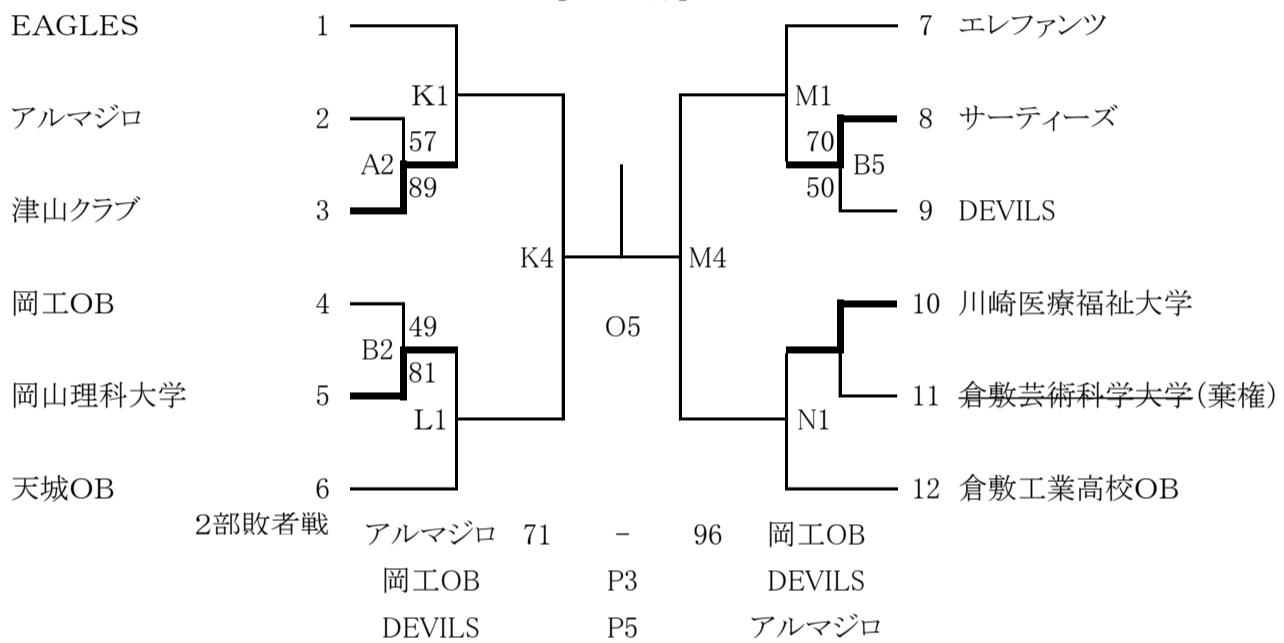 EAGLES 1 7 エレファンツ
K1 M1
アルマジロ 2 8 サーティーズ
57 70
A2 B5
89 50
津山クラブ 3 9 DEVILS
K4 M4
岡工OB 4 10 川崎医療福祉大学
49 O5
B2
81
岡山理科大学 5 11 倉敷芸術科学大学(棄権)
L1 N1
天城OB 6 12 倉敷工業高校OB
2部敗者戦 アルマジロ 71 － 96 岡工OB
岡工OB P3 DEVILS
DEVILS P5 アルマジロ